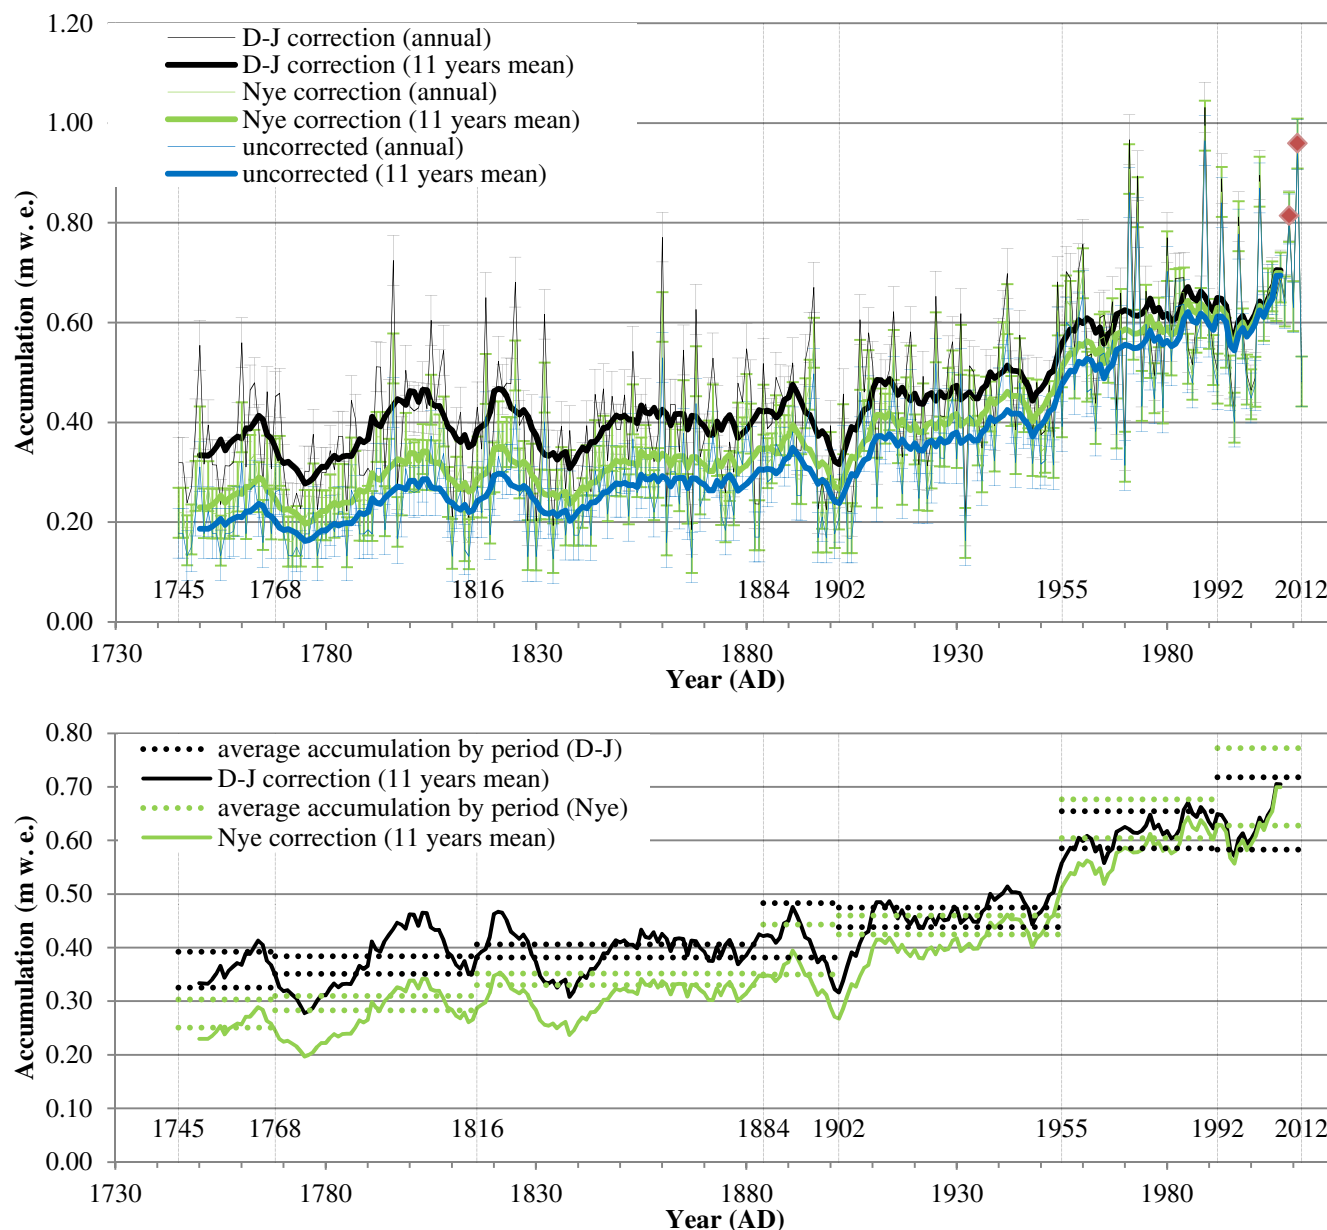 1.20
1.00
0.80
0.60
0.40
0.20
0.00
Accumulation (m w. e.)
D-J correction (annual)
D-J correction (11 years mean)
Nye correction (annual)
Nye correction (11 years mean)
uncorrected (annual)
uncorrected (11 years mean)
1745 1768 1816 1884 1902 1955 1992 2012
1730 1780 1830 1880 1930 1980
Year (AD)
0.80
0.70
0.60
0.50
0.40
0.30
0.20
0.10
0.00
Accumulation (m w. e.)
average accumulation by period (D-J)
D-J correction (11 years mean)
average accumulation by period (Nye)
Nye correction (11 years mean)
1745 1768 1816 1884 1902 1955 1992 2012
1730 1780 1830 1880 1930 1980
Year (AD)